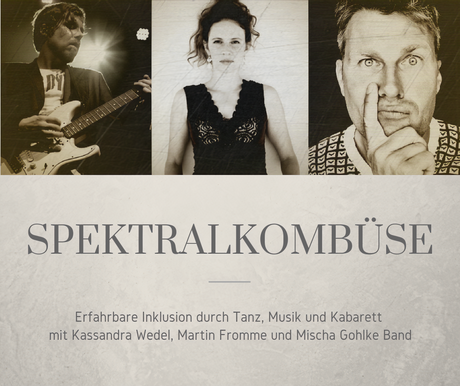 SPEKTRALKOMBÜSE
Erfahrbare Inklusion durch Tanz, Musik und Kabarett
mit Kassandra Wedel, Martin Fromme und Mischa Gohlke Band